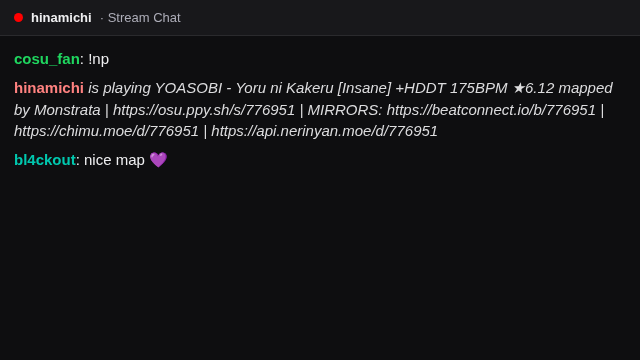 hinamichi · Stream Chat
cosu_fan: !np
hinamichi is playing YOASOBI - Yoru ni Kakeru [Insane] +HDDT 175BPM ★6.12 mapped
by Monstrata | https://osu.ppy.sh/s/776951 | MIRRORS: https://beatconnect.io/b/776951 |
https://chimu.moe/d/776951 | https://api.nerinyan.moe/d/776951
bl4ckout: nice map 💜